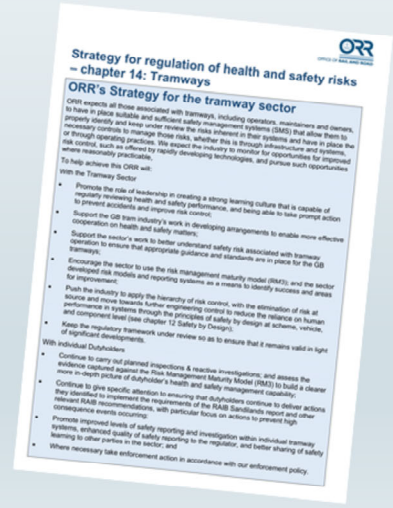 ORR
OFFICE OF RAIL AND ROAD
Strategy for regulation of health and safety risks
– chapter 14: Tramways
ORR's Strategy for the tramway sector
ORR expects all those associated with tramways, including operators, maintainers and owners,
to have in place suitable and sufficient safety management systems (SMS) that allow them to
properly identify and keep under review the risks inherent in their systems and have in place the
necessary controls to manage those risks, whether this is through infrastructure and systems,
or through operating practices. We expect the industry to monitor for opportunities for improved
risk control, such as offered by rapidly developing technologies, and pursue such opportunities
where reasonably practicable,
To help achieve this ORR will:
With the Tramway Sector
• Promote the role of leadership in creating a strong learning culture that is capable of
regularly reviewing health and safety performance, and being able to take prompt action
to prevent accidents and improve risk control;
• Support the GB tram industry's work in developing arrangements to enable more effective
cooperation on health and safety matters;
• Support the sector's work to better understand safety risk associated with tramway
operation to ensure that appropriate guidance and standards are in place for the GB
tramways;
• Encourage the sector to use the risk management maturity model (RM3); and the sector
developed risk models and reporting systems as a means to identify success and areas
for improvement;
• Push the industry to apply the hierarchy of risk control, with the elimination of risk at
source and move towards further engineering control to reduce the reliance on human
performance in systems through the principles of safety by design at scheme, vehicle,
and component level (see chapter 12 Safety by Design);
• Keep the regulatory framework under review so as to ensure that it remains valid in light
of significant developments.
With individual Dutyholders
• Continue to carry out planned inspections & reactive investigations; and assess the
evidence captured against the Risk Management Maturity Model (RM3) to build a clearer
more in-depth picture of dutyholder's health and safety management capability;
• Continue to give specific attention to ensuring that dutyholders continue to deliver actions
they identified to implement the requirements of the RAIB Sandilands report and other
relevant RAIB recommendations, with particular focus on actions to prevent high
consequence events occurring;
• Promote improved levels of safety reporting and investigation within individual tramway
systems, enhanced quality of safety reporting to the regulator, and better sharing of safety
learning to other parties in the sector; and
• Where necessary take enforcement action in accordance with our enforcement policy.